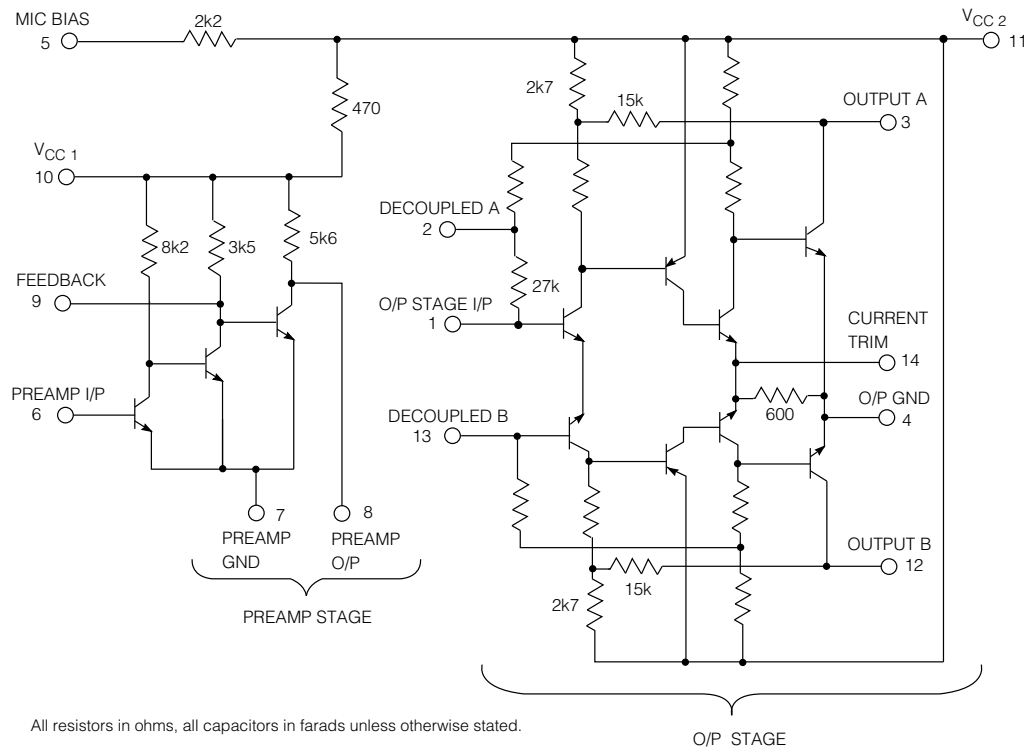 MIC BIAS
5
2k2
VCC 2
11
470
2k7
15k
OUTPUT A
3
VCC 1
10
DECOUPLED A
2
8k2
3k5
5k6
FEEDBACK
9
27k
O/P STAGE I/P
1
CURRENT
TRIM
14
PREAMP I/P
6
DECOUPLED B
13
600
O/P GND
4
7
8
PREAMP
GND
PREAMP
O/P
OUTPUT B
12
15k
2k7
PREAMP STAGE
All resistors in ohms, all capacitors in farads unless otherwise stated.
O/P STAGE